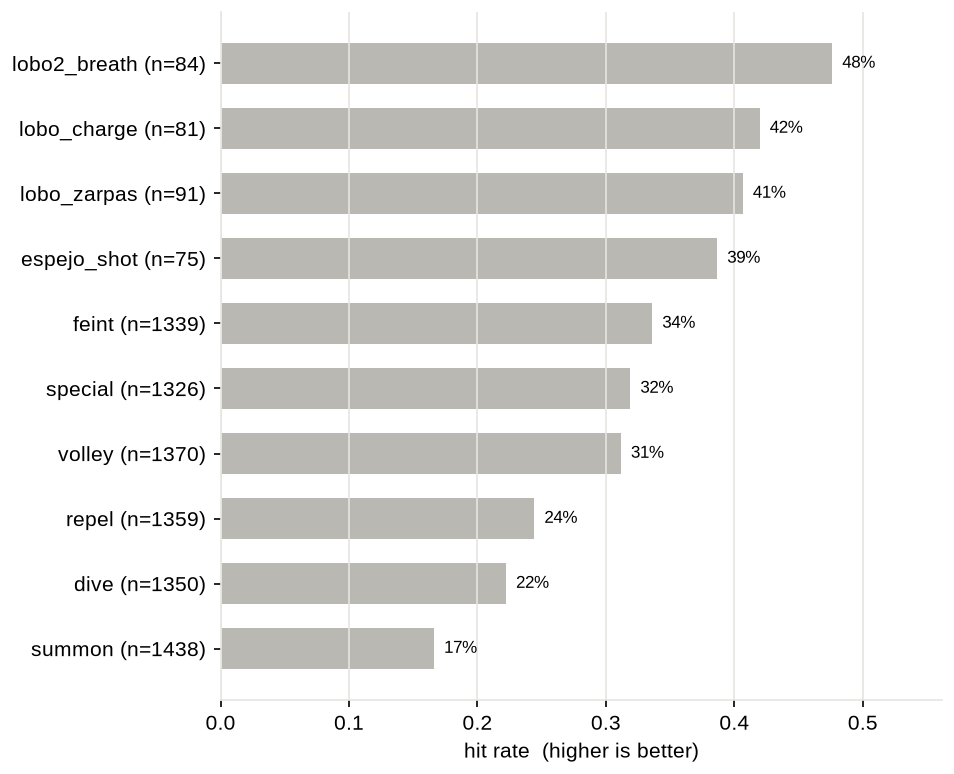 lobo2_breath (n=84)
48%
lobo_charge (n=81)
42%
lobo_zarpas (n=91)
41%
espejo_shot (n=75)
39%
feint (n=1339)
34%
special (n=1326)
32%
volley (n=1370)
31%
repel (n=1359)
24%
dive (n=1350)
22%
summon (n=1438)
17%
0.0 0.1 0.2 0.3 0.4 0.5
hit rate  (higher is better)